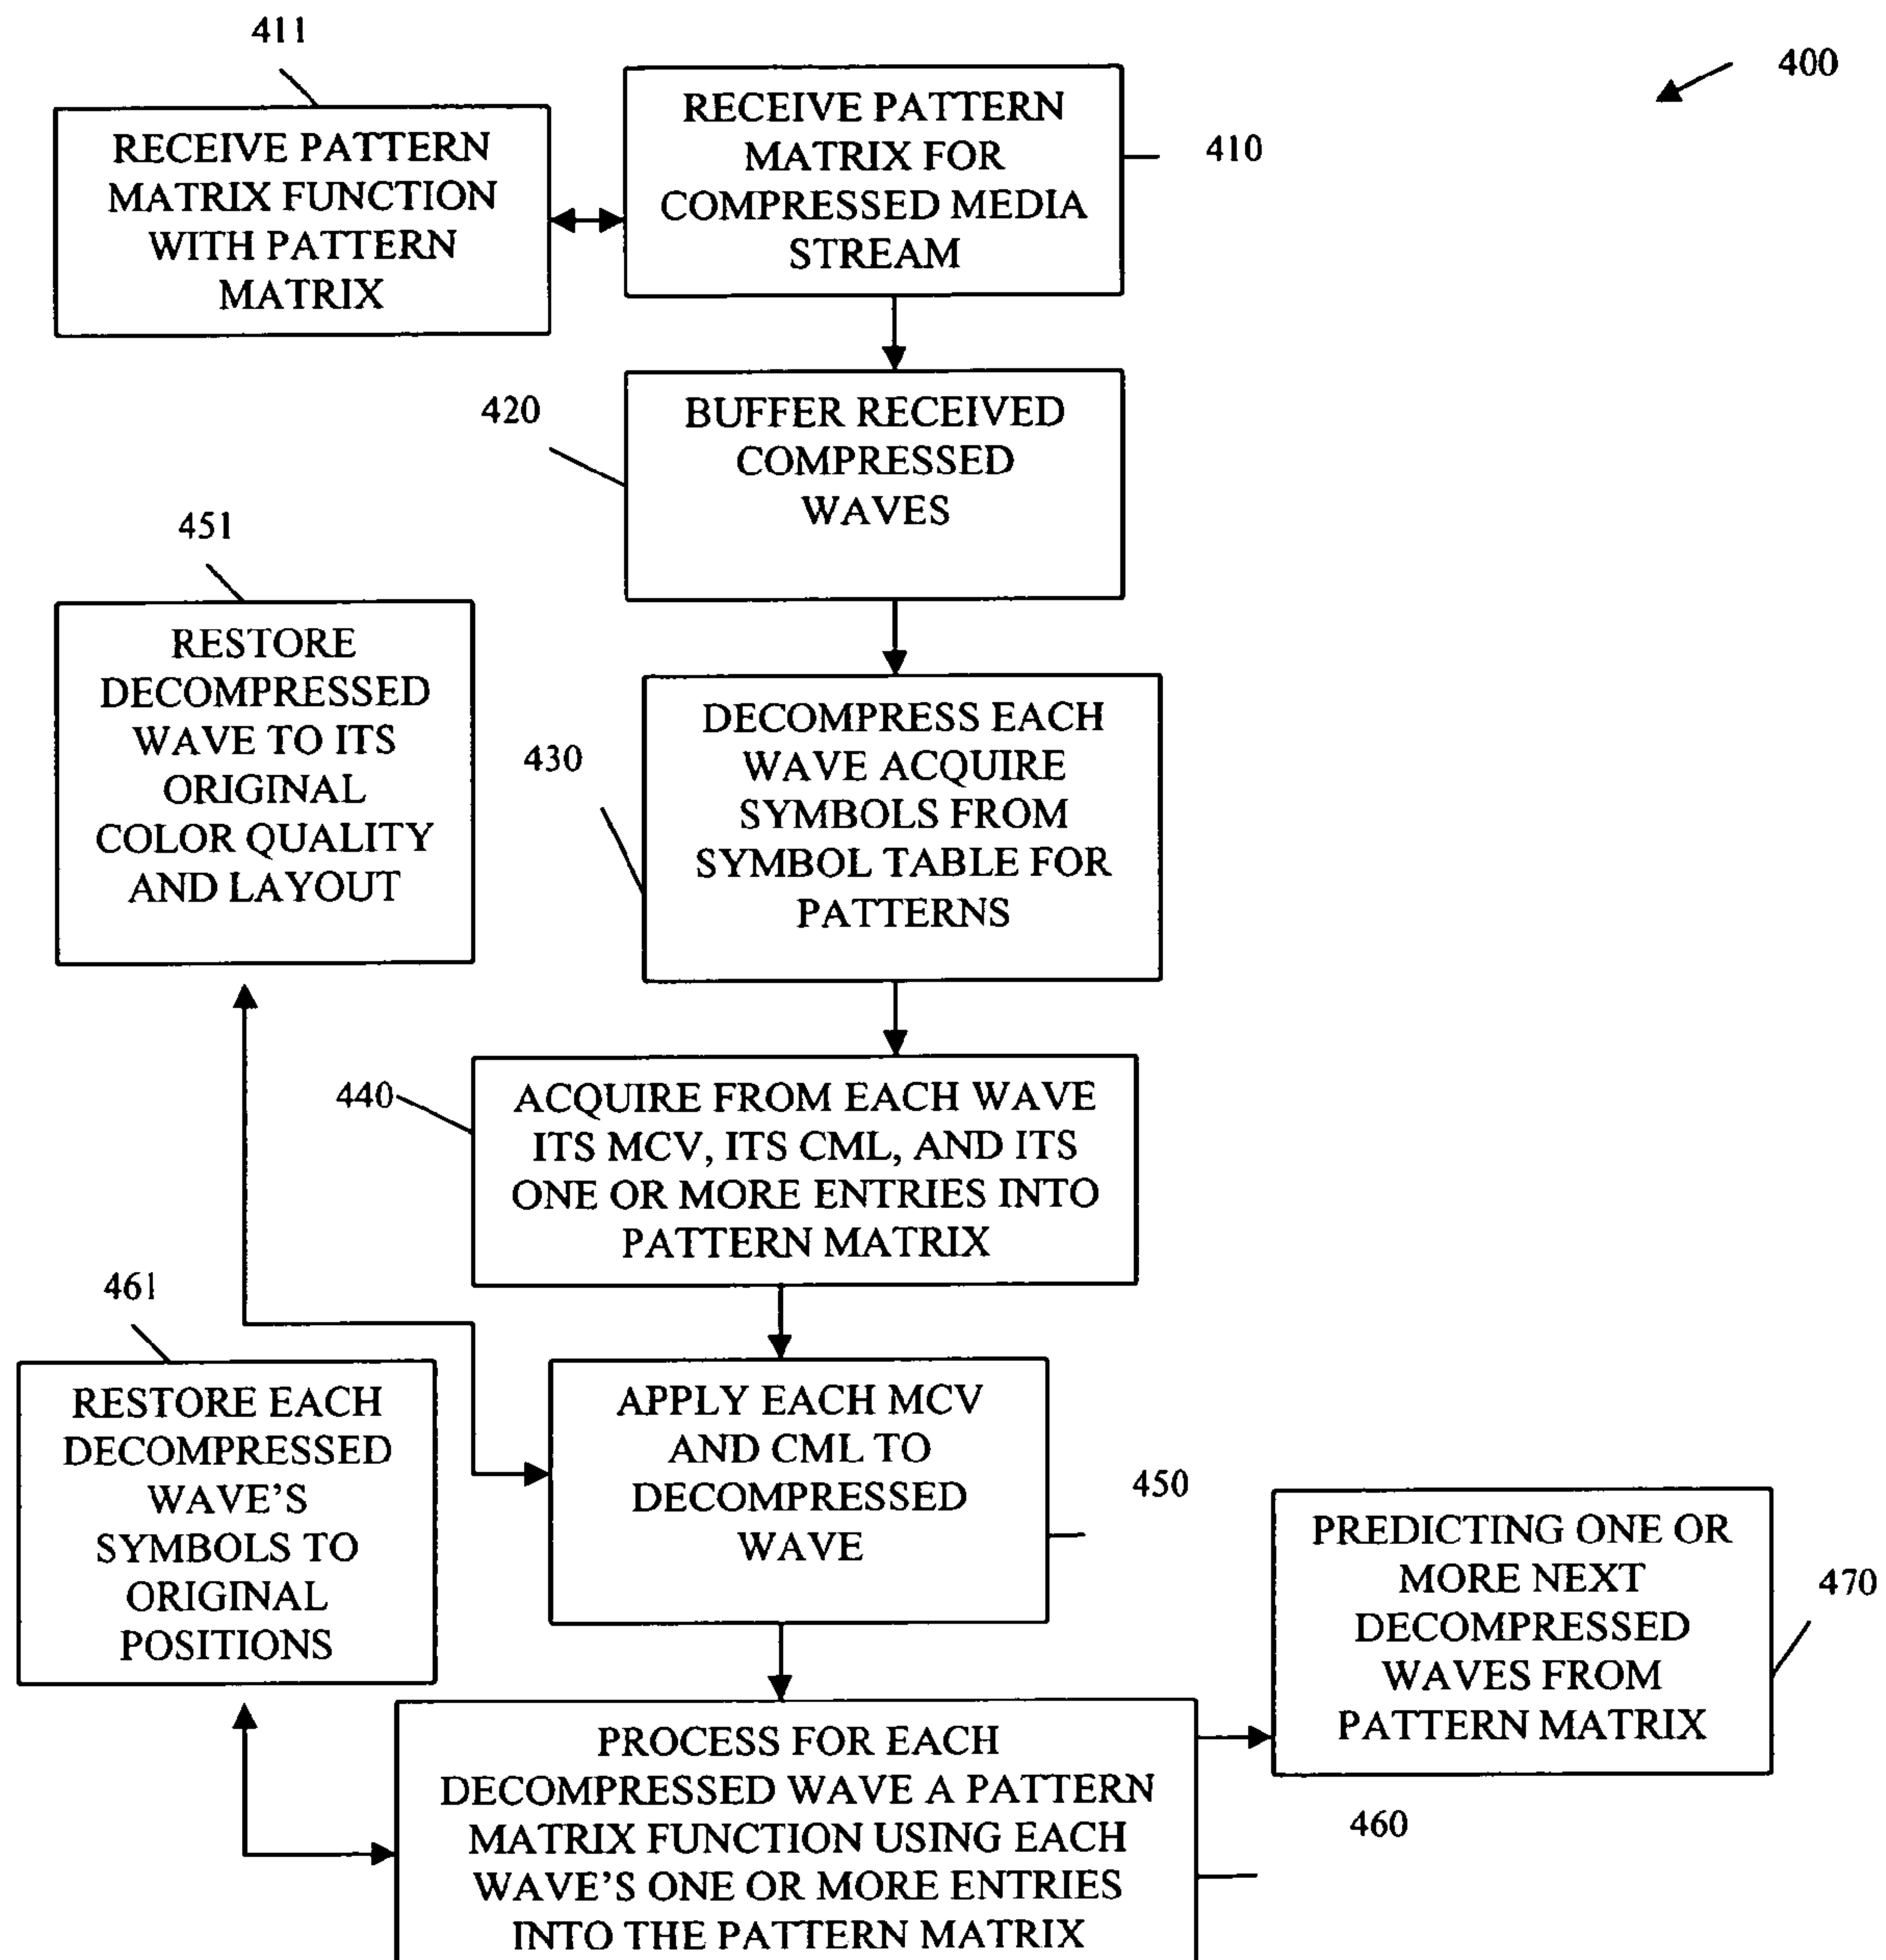 411
400
RECEIVE PATTERN
MATRIX FUNCTION
WITH PATTERN
MATRIX
RECEIVE PATTERN
MATRIX FOR
COMPRESSED MEDIA
STREAM
410
420
BUFFER RECEIVED
COMPRESSED
WAVES
451
RESTORE
DECOMPRESSED
WAVE TO ITS
ORIGINAL
COLOR QUALITY
AND LAYOUT
430
DECOMPRESS EACH
WAVE ACQUIRE
SYMBOLS FROM
SYMBOL TABLE FOR
PATTERNS
440
ACQUIRE FROM EACH WAVE
ITS MCV, ITS CML, AND ITS
ONE OR MORE ENTRIES INTO
PATTERN MATRIX
461
RESTORE EACH
DECOMPRESSED
WAVE'S
SYMBOLS TO
ORIGINAL
POSITIONS
APPLY EACH MCV
AND CML TO
DECOMPRESSED
WAVE
450
PREDICTING ONE OR
MORE NEXT
DECOMPRESSED
WAVES FROM
PATTERN MATRIX
470
PROCESS FOR EACH
DECOMPRESSED WAVE A PATTERN
MATRIX FUNCTION USING EACH
WAVE'S ONE OR MORE ENTRIES
INTO THE PATTERN MATRIX
460